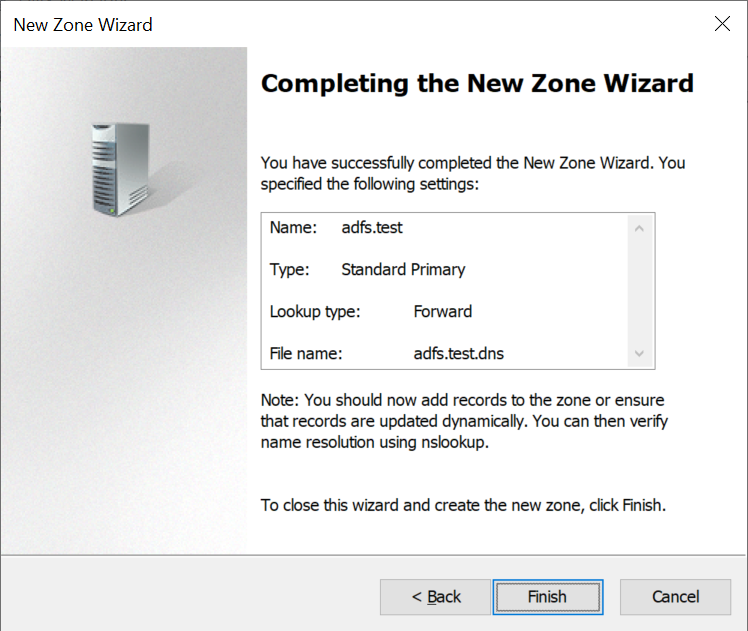 New Zone Wizard
Completing the New Zone Wizard
You have successfully completed the New Zone Wizard. You
specified the following settings:
Name: adfs.test
Type: Standard Primary
Lookup type: Forward
File name: adfs.test.dns
Note: You should now add records to the zone or ensure
that records are updated dynamically. You can then verify
name resolution using nslookup.
To close this wizard and create the new zone, click Finish.
< Back Finish Cancel